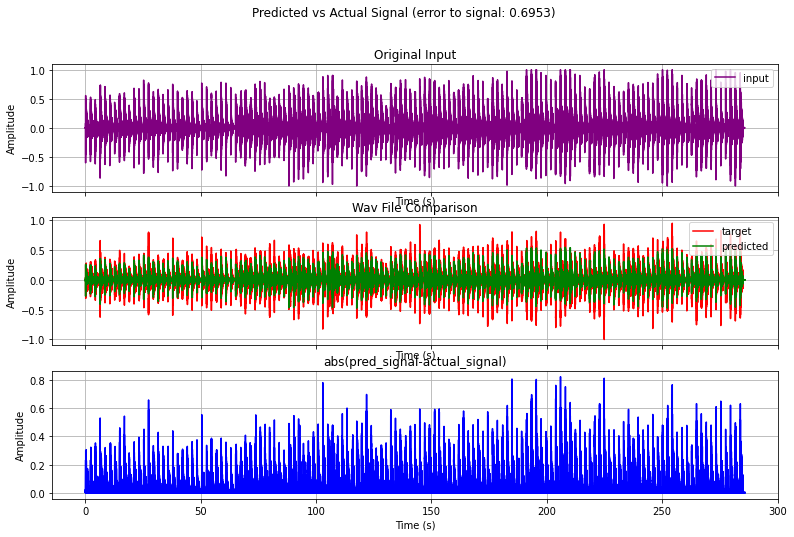 Predicted vs Actual Signal (error to signal: 0.6953)
Original Input
1.0
0.5
0.0
−0.5
−1.0
Amplitude
input
Time (s)
Wav File Comparison
1.0
0.5
0.0
−0.5
−1.0
Amplitude
target
predicted
Time (s)
abs(pred_signal-actual_signal)
0.8
0.6
0.4
0.2
0.0
Amplitude
0 50 100 150 200 250 300
Time (s)